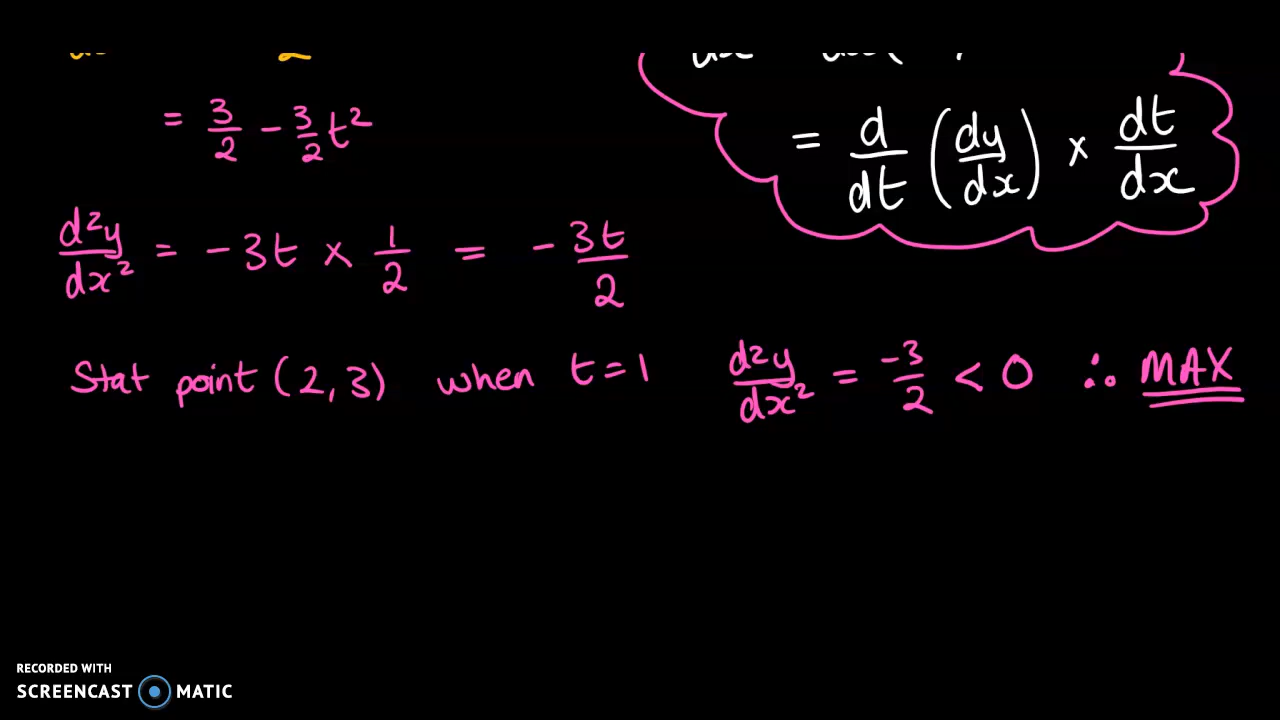 = 3/2 - 3/2 t²
= d/dt (dy/dx) × dt/dx
d²y/dx² = - 3t × 1/2 = - 3t/2
Stat point (2,3) when t=1 d²y/dx² = -3/2 < 0 ∴ MAX
RECORDED WITH
SCREENCAST MATIC